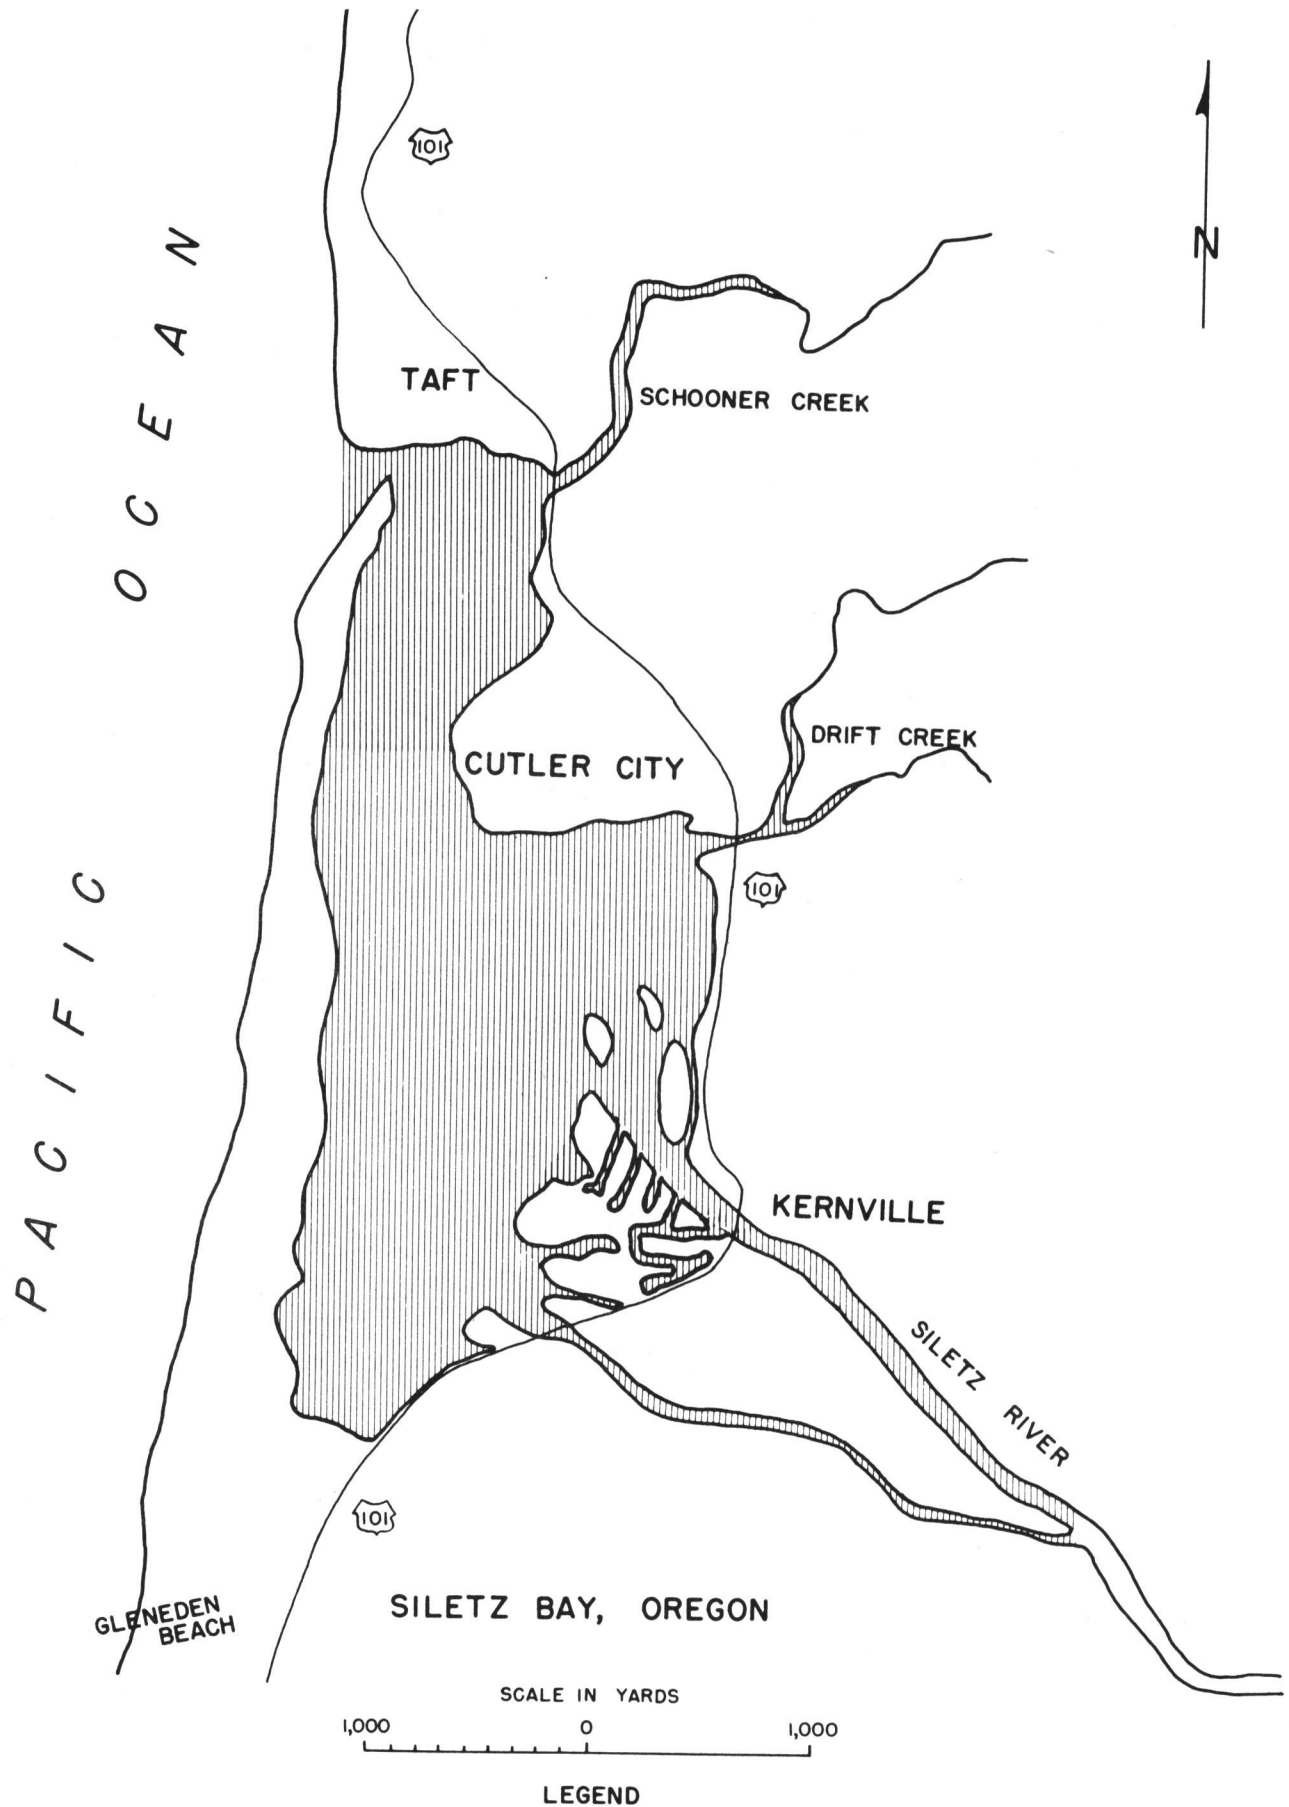 101
N
PACIFIC OCEAN
TAFT
SCHOONER CREEK
DRIFT CREEK
CUTLER CITY
101
KERNVILLE
SILETZ RIVER
101
GLENEDEN
BEACH
SILETZ BAY, OREGON
SCALE IN YARDS
1,000 0 1,000
LEGEND